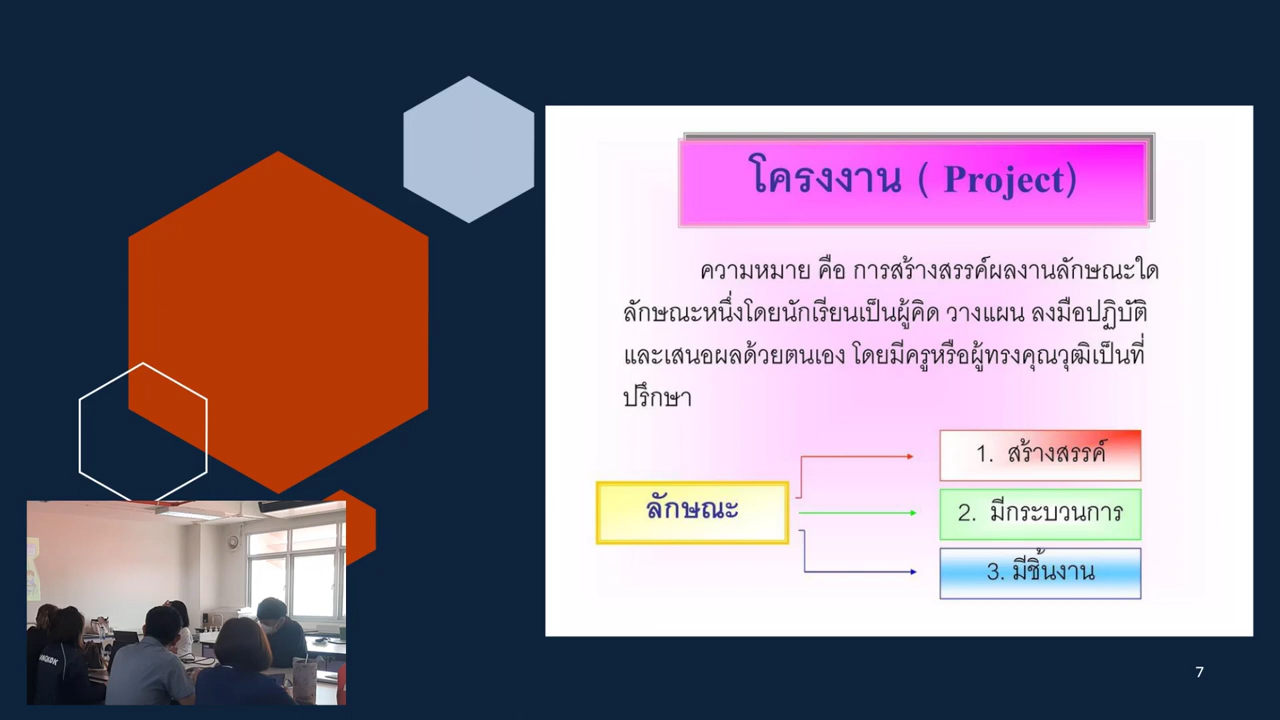 โครงงาน ( Project)
ความหมาย คือ การสร้างสรรค์ผลงานลักษณะใด
ลักษณะหนึ่งโดยนักเรียนเป็นผู้คิด วางแผน ลงมือปฏิบัติ
และเสนอผลด้วยตนเอง โดยมีครูหรือผู้ทรงคุณวุฒิเป็นที่
ปรึกษา
ลักษณะ
1. สร้างสรรค์
2. มีกระบวนการ
3. มีชิ้นงาน
7